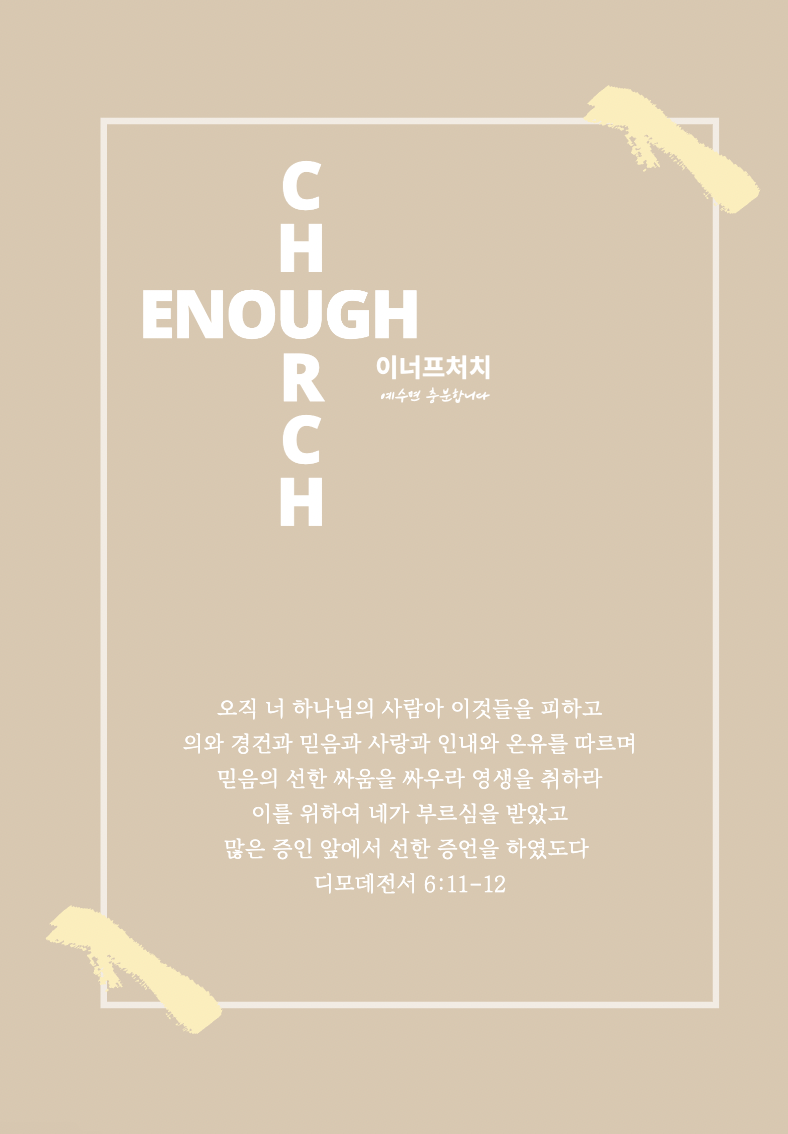 CHURCH
ENOUGH
이너프처치
예수면 충분합니다
오직 너 하나님의 사람아 이것들을 피하고
의와 경건과 믿음과 사랑과 인내와 온유를 따르며
믿음의 선한 싸움을 싸우라 영생을 취하라
이를 위하여 네가 부르심을 받았고
많은 증인 앞에서 선한 증언을 하였도다
디모데전서 6:11-12